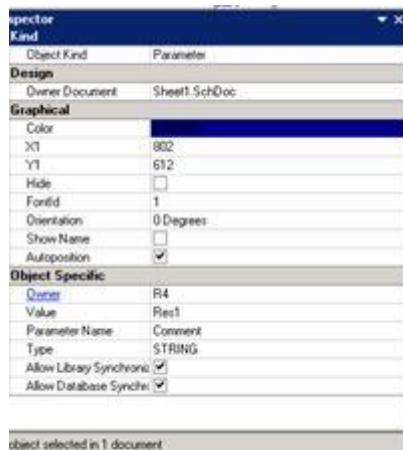 spector
Kind
Object Kind Parameter
Design
Owner Document Sheet1.SchDoc
Graphical
Color
X1 802
Y1 612
Hide
FontId 1
Orientation 0 Degrees
Show Name
Autoposition
Object Specific
Owner R4
Value Res1
Parameter Name Comment
Type STRING
Allow Library Synchroniz
Allow Database Synchr
object selected in 1 document